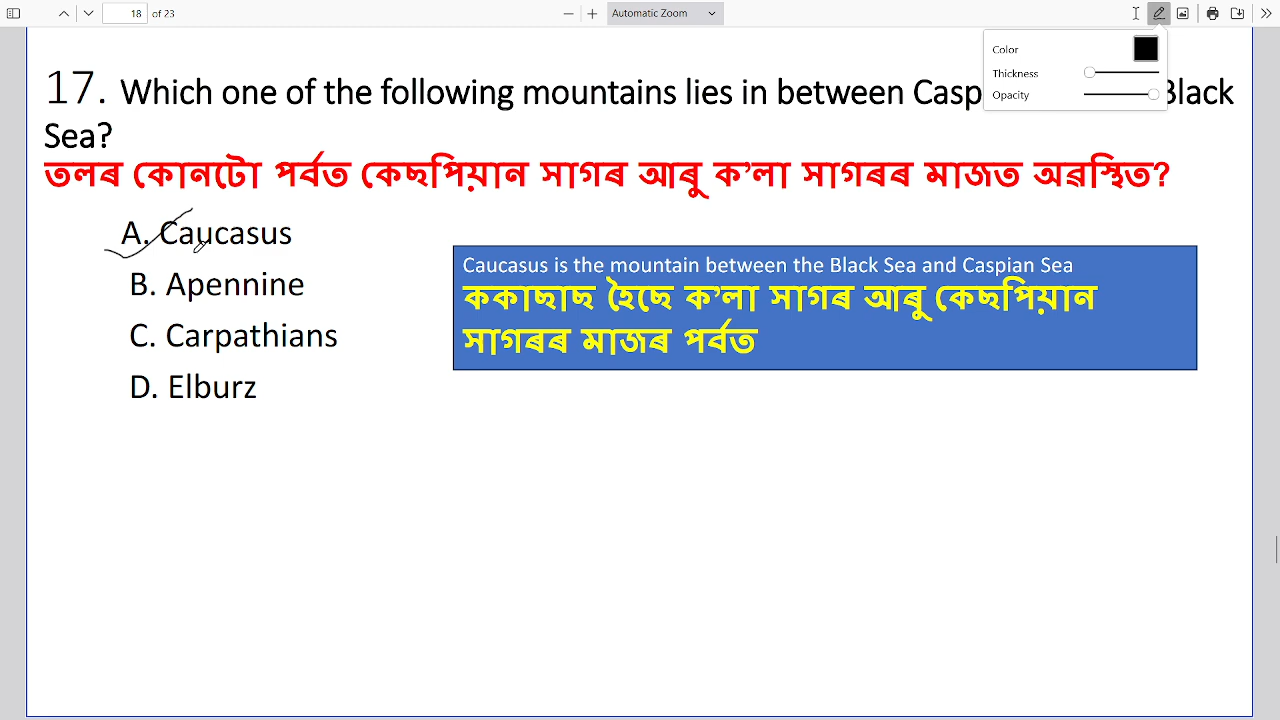 18 of 23 Automatic Zoom
Color
Thickness
Opacity
17. Which one of the following mountains lies in between Casp Black
Sea?
তলৰ কোনটো পৰ্বত কেছপিয়ান সাগৰ আৰু ক’লা সাগৰৰ মাজত অৱস্থিত?
A. Caucasus
B. Apennine
C. Carpathians
D. Elburz
Caucasus is the mountain between the Black Sea and Caspian Sea
ককাছাছ হৈছে ক’লা সাগৰ আৰু কেছপিয়ান
সাগৰৰ মাজৰ পৰ্বত